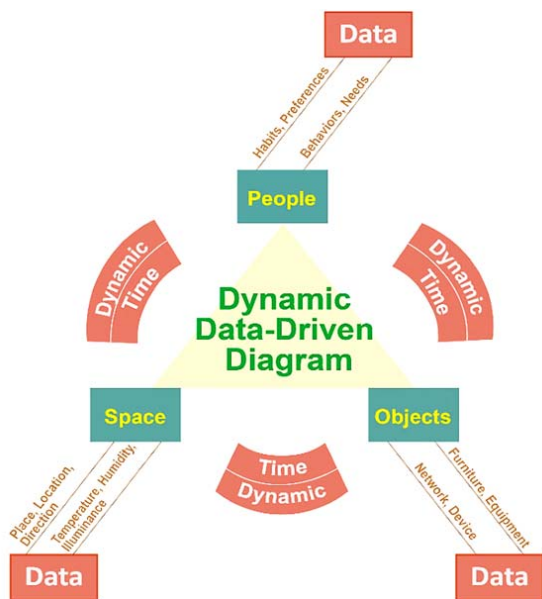 Data
Habits, Preferences
Behaviors, Needs
People
Dynamic
Time
Dynamic
Time
Dynamic
Data-Driven
Diagram
Space
Objects
Time
Dynamic
Place, Location,
Direction
Temperature, Humidity,
Illuminance
Network, Device
Furniture, Equipment
Data
Data